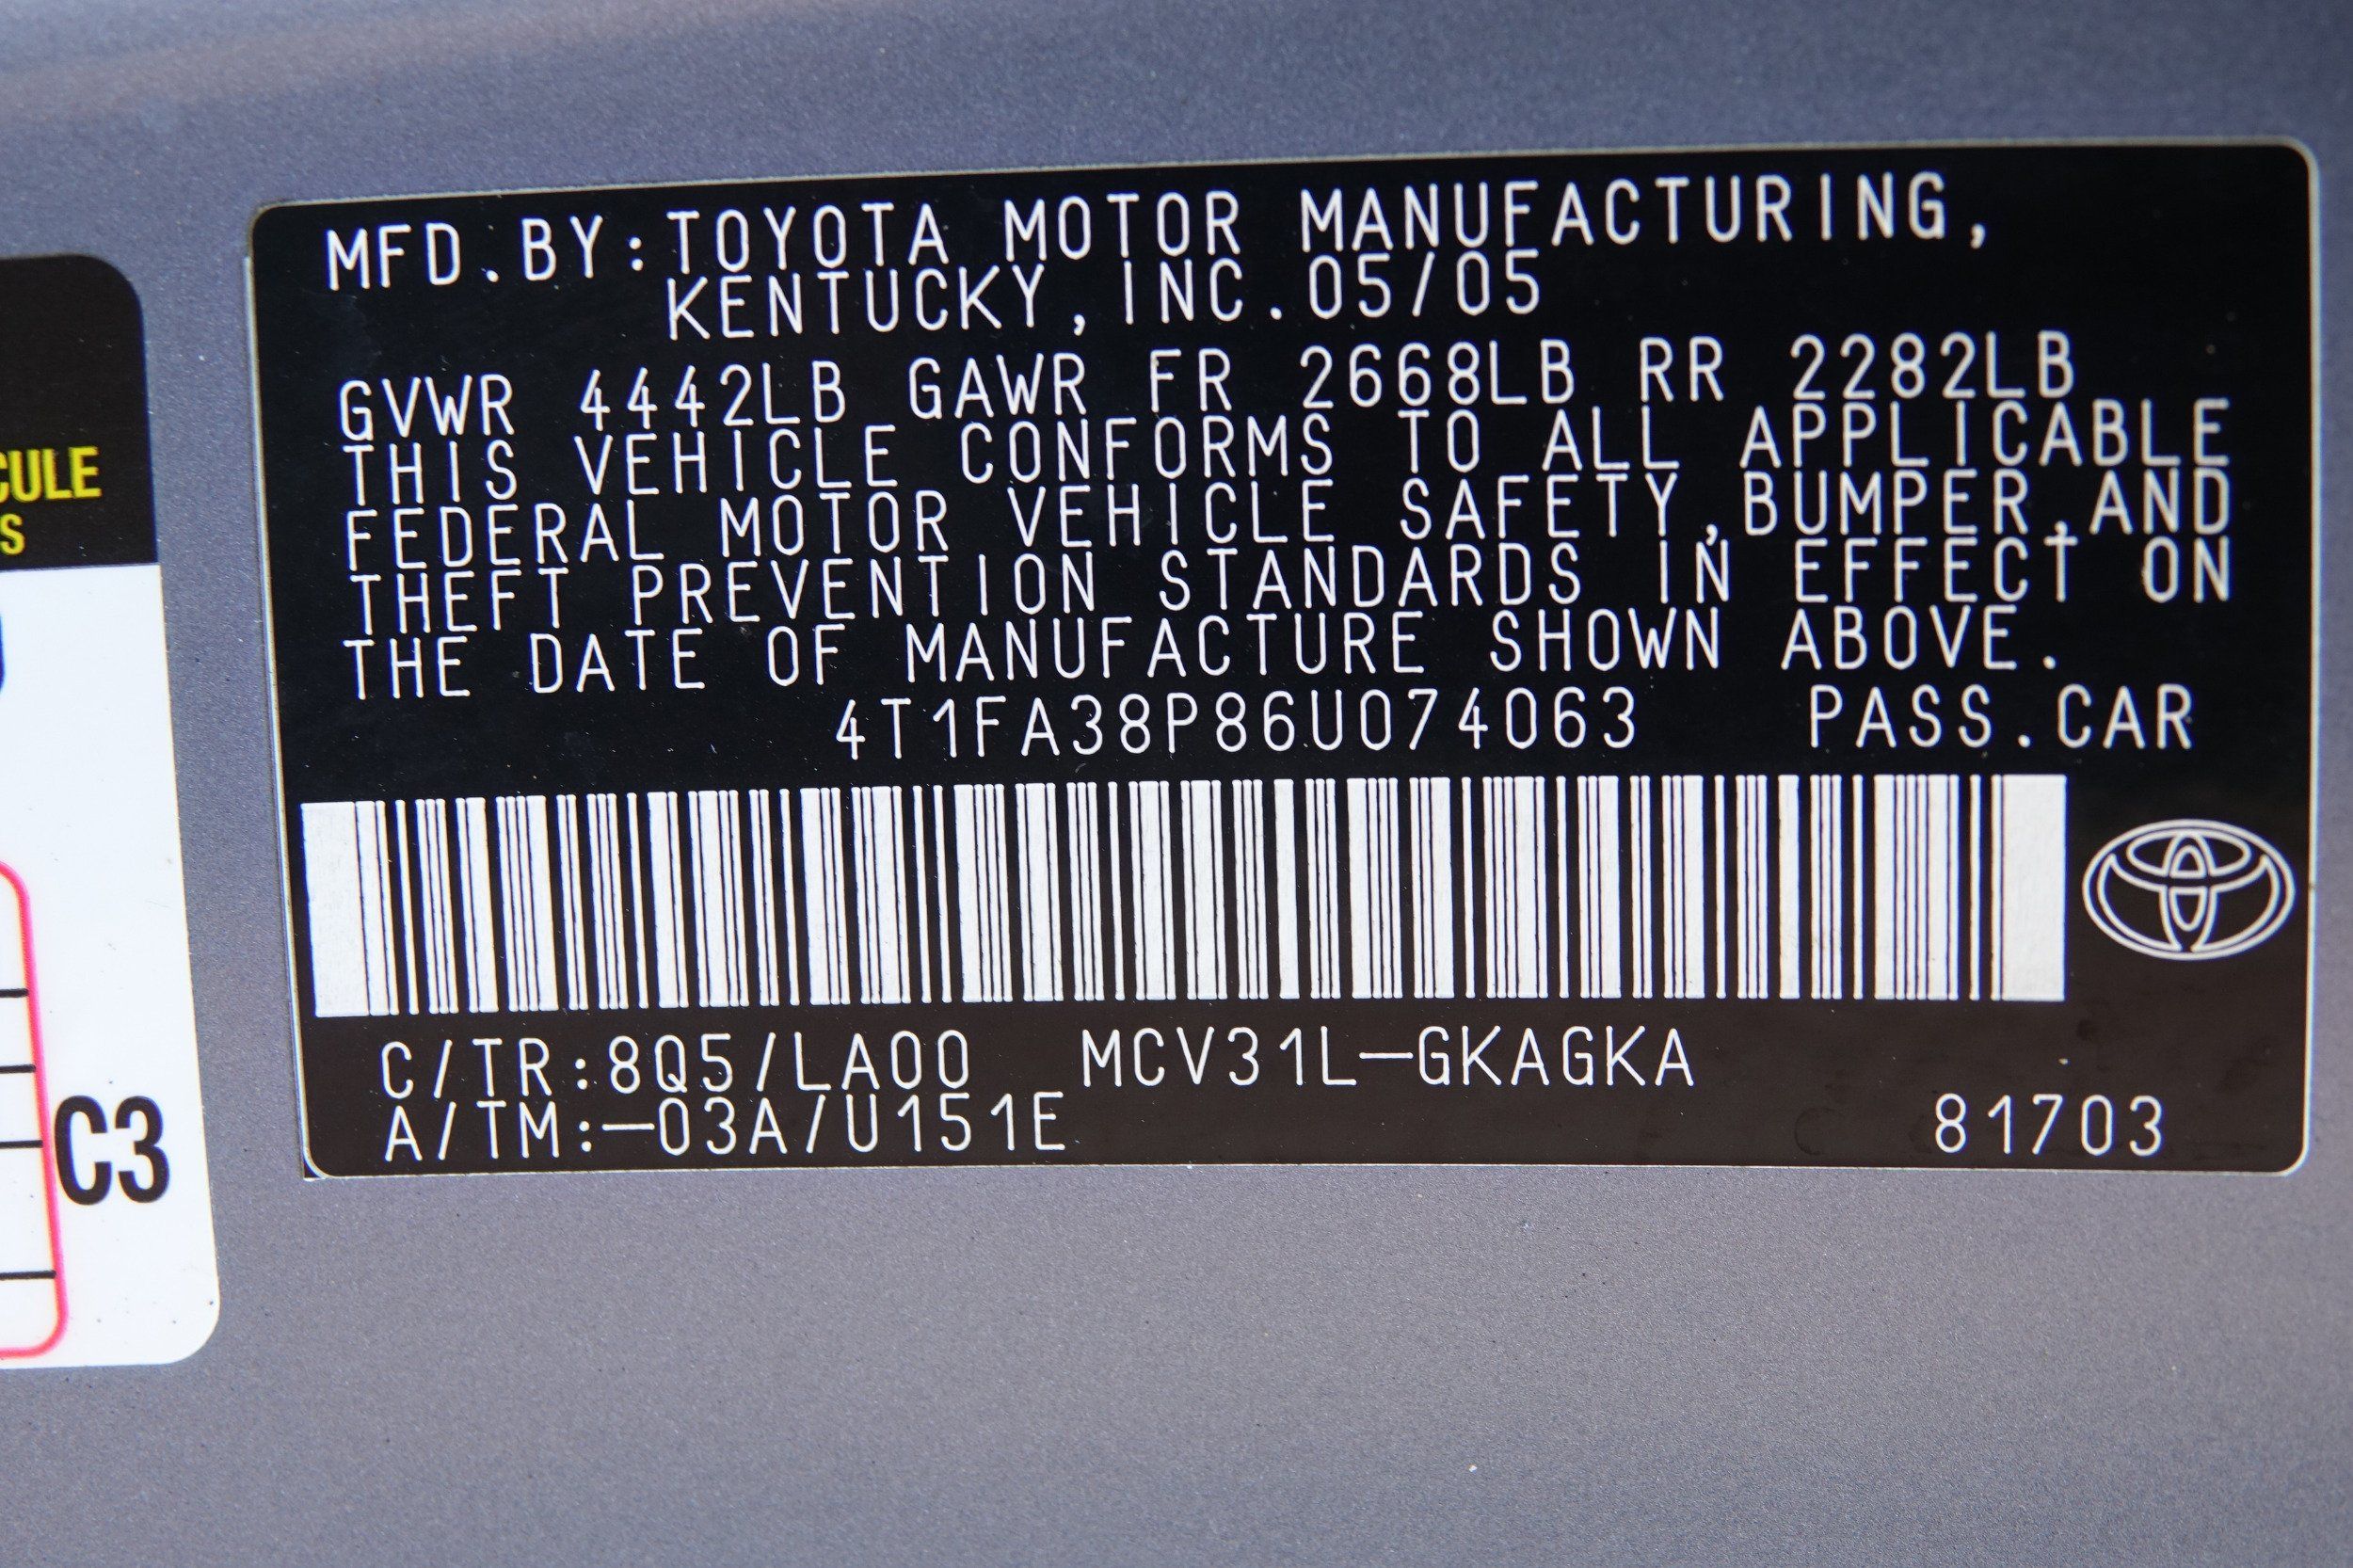 MFD.BY:TOYOTA MOTOR MANUFACTURING,
KENTUCKY, INC.05/05
GVWR 4442LB GAWR FR 2668LB RR 2282LB
THIS VEHICLE CONFORMS TO ALL APPLICABLE
FEDERAL MOTOR VEHICLE SAFETY,BUMPER,AND
THEFT PREVENTION STANDARDS IN EFFECT ON
THE DATE OF MANUFACTURE SHOWN ABOVE.
4T1FA38P86U074063 PASS.CAR
C/TR:8Q5/LA00 MCV31L-GKAGKA
A/TM:-03A/U151E 81703
CULE
S
C3